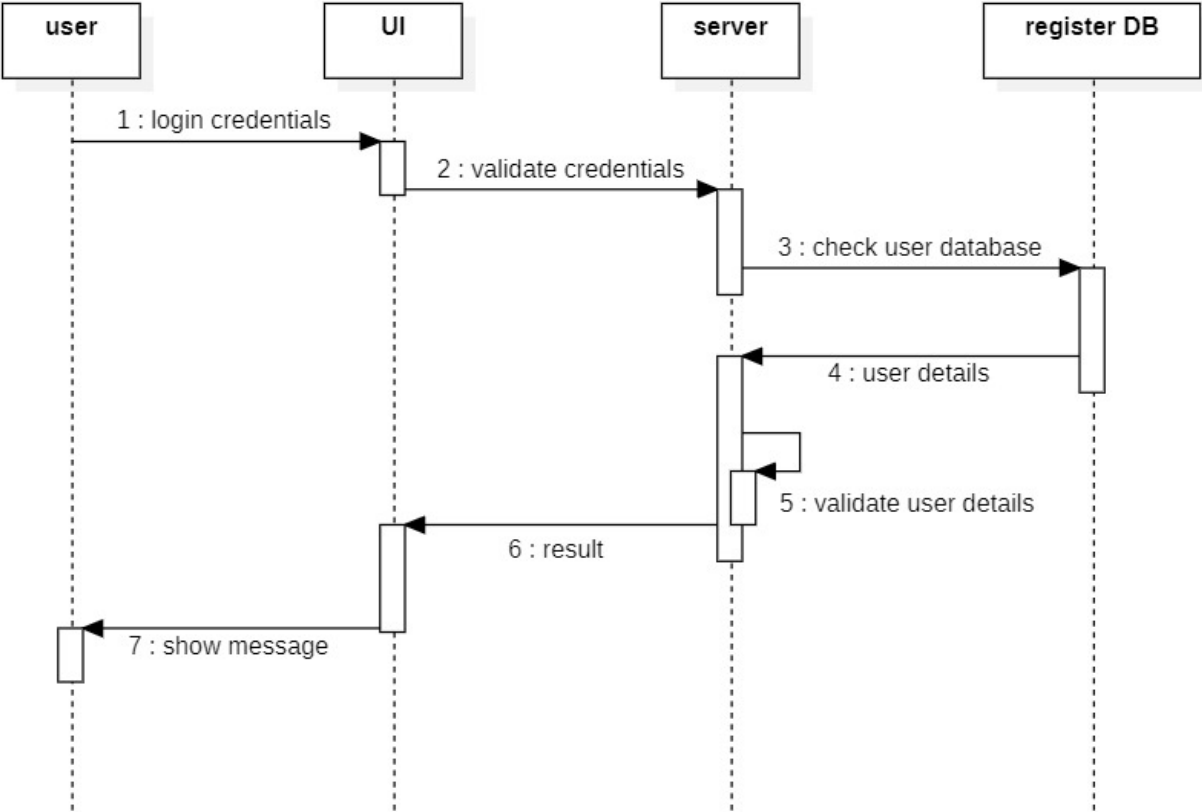 user
UI
server
register DB
1 : login credentials
2 : validate credentials
3 : check user database
4 : user details
5 : validate user details
6 : result
7 : show message